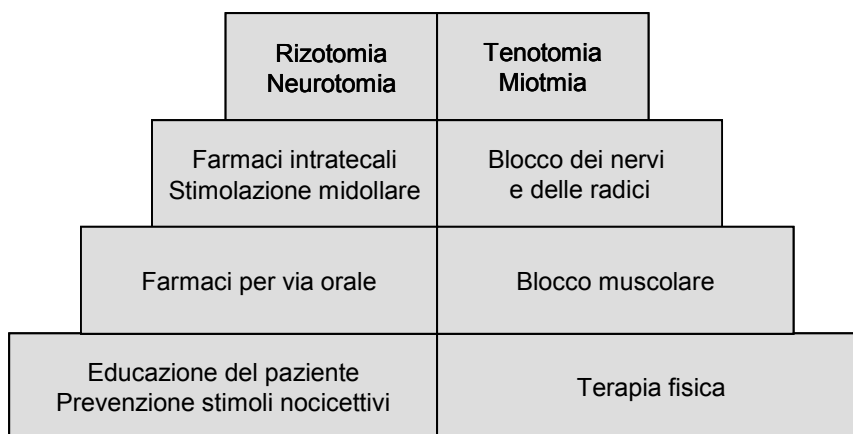 Rizotomia
Neurotomia
Tenotomia
Miotmia
Farmaci intratecali
Stimolazione midollare
Blocco dei nervi
e delle radici
Farmaci per via orale
Blocco muscolare
Educazione del paziente
Prevenzione stimoli nocicettivi
Terapia fisica